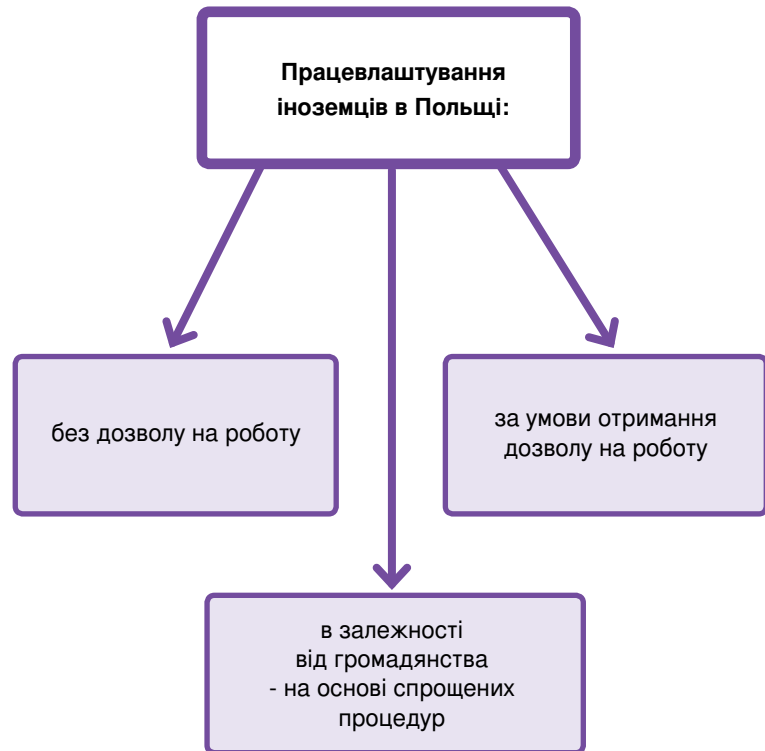 Працевлаштування
іноземців в Польщі:
без дозволу на роботу
за умови отримання
дозволу на роботу
в залежності
від громадянства
- на основі спрощених
процедур